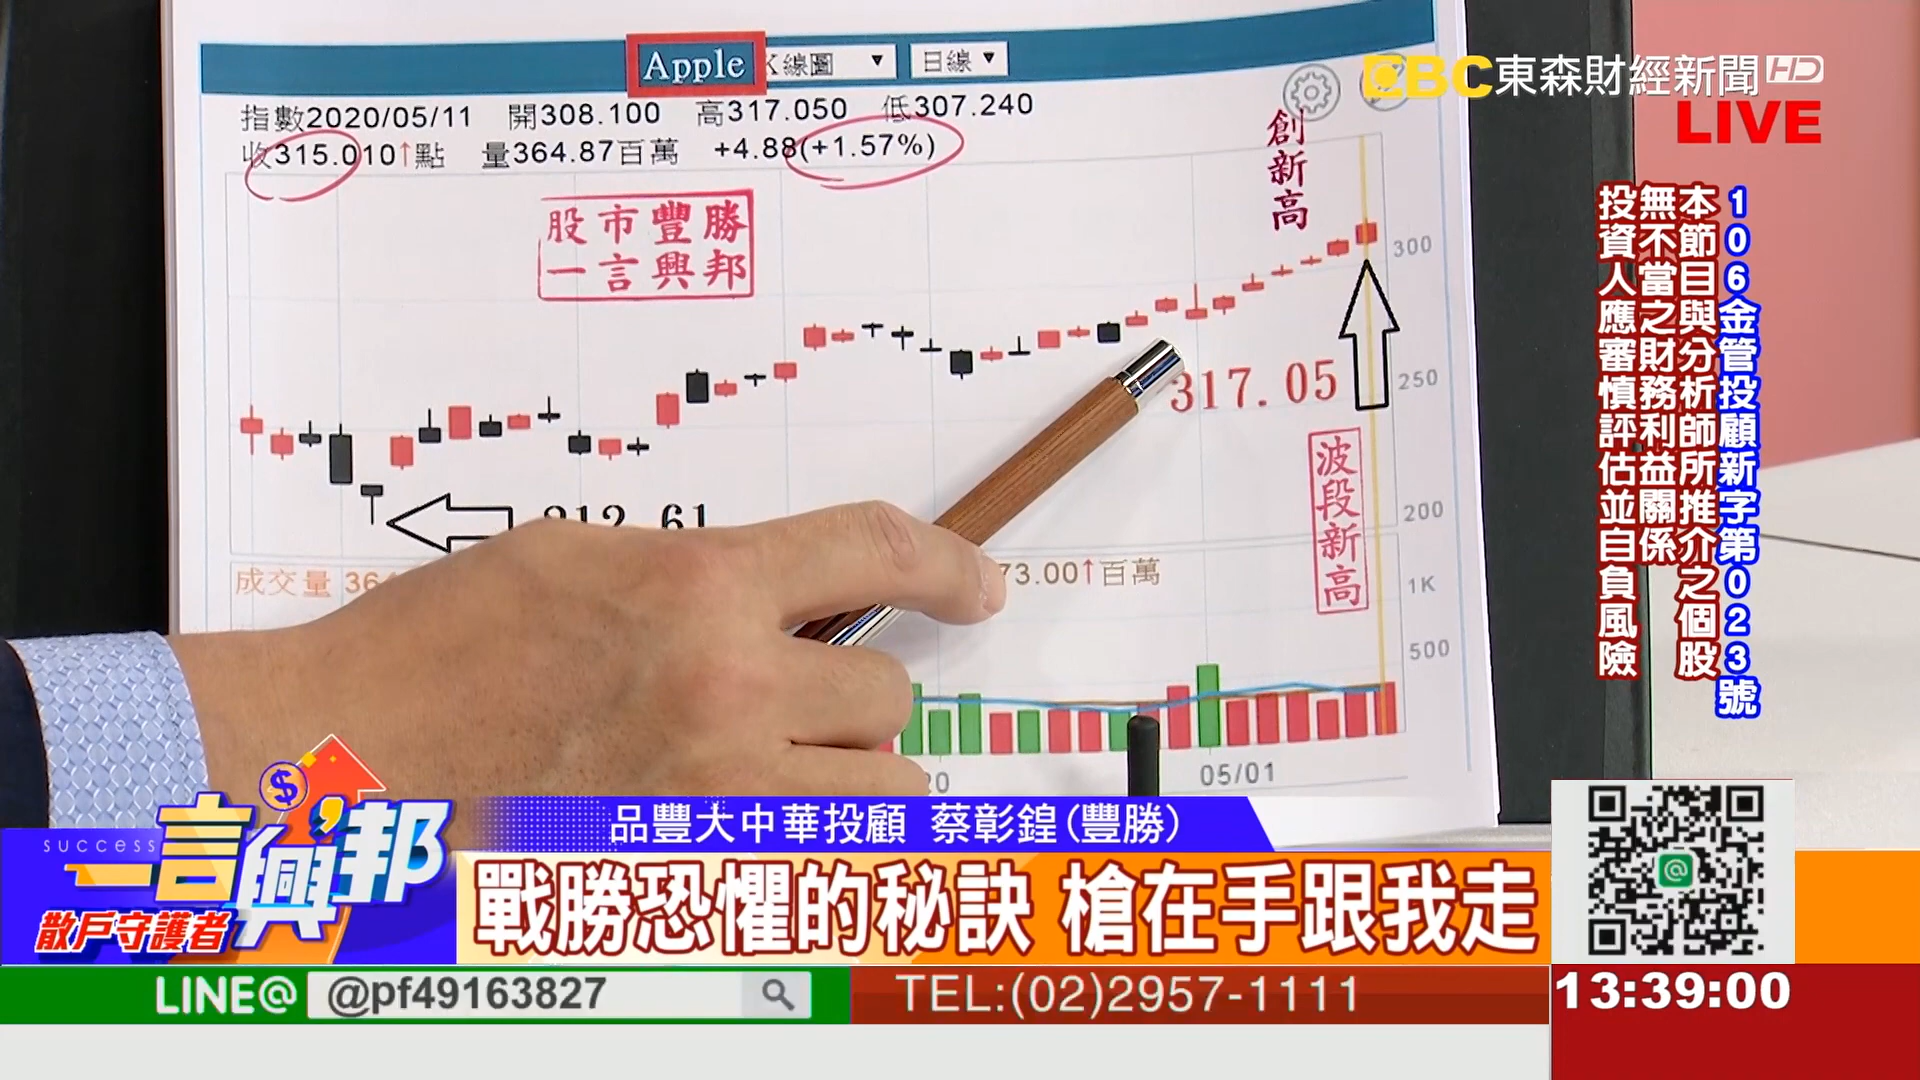 Apple K線圖 ▼ 日線 ▼
EBC 東森財經新聞 HD
LIVE
指數2020/05/11 開308.100 高317.050 低307.240
收315.010↑點 量364.87百萬 +4.88(+1.57%)
創新高
股市豐勝
一言興邦
300
250
317.05
200
212.61
波段新高
成交量 364
73.00↑百萬
1K
500
20
05/01
106金管投顧新字第023號
本節目與分析師所推介之個股
無不當之財務利益關係
投資人應審慎評估並自負風險
success
一言興邦
散戶守護者
品豐大中華投顧 蔡彰鍠(豐勝)
戰勝恐懼的秘訣 槍在手跟我走
LINE@ @pf49163827
TEL:(02)2957-1111
13:39:00